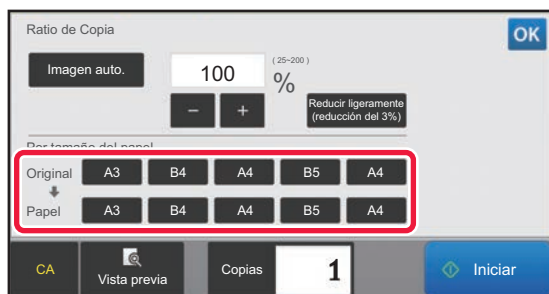 Ratio de Copia
OK
Imagen auto.
100
(25~200)
%
−
+
Reducir ligeramente
(reducción del 3%)
Por tamaño del papel
Original A3 B4 A4 B5 A4
Papel A3 B4 A4 B5 A4
CA
Vista previa
Copias
1
Iniciar